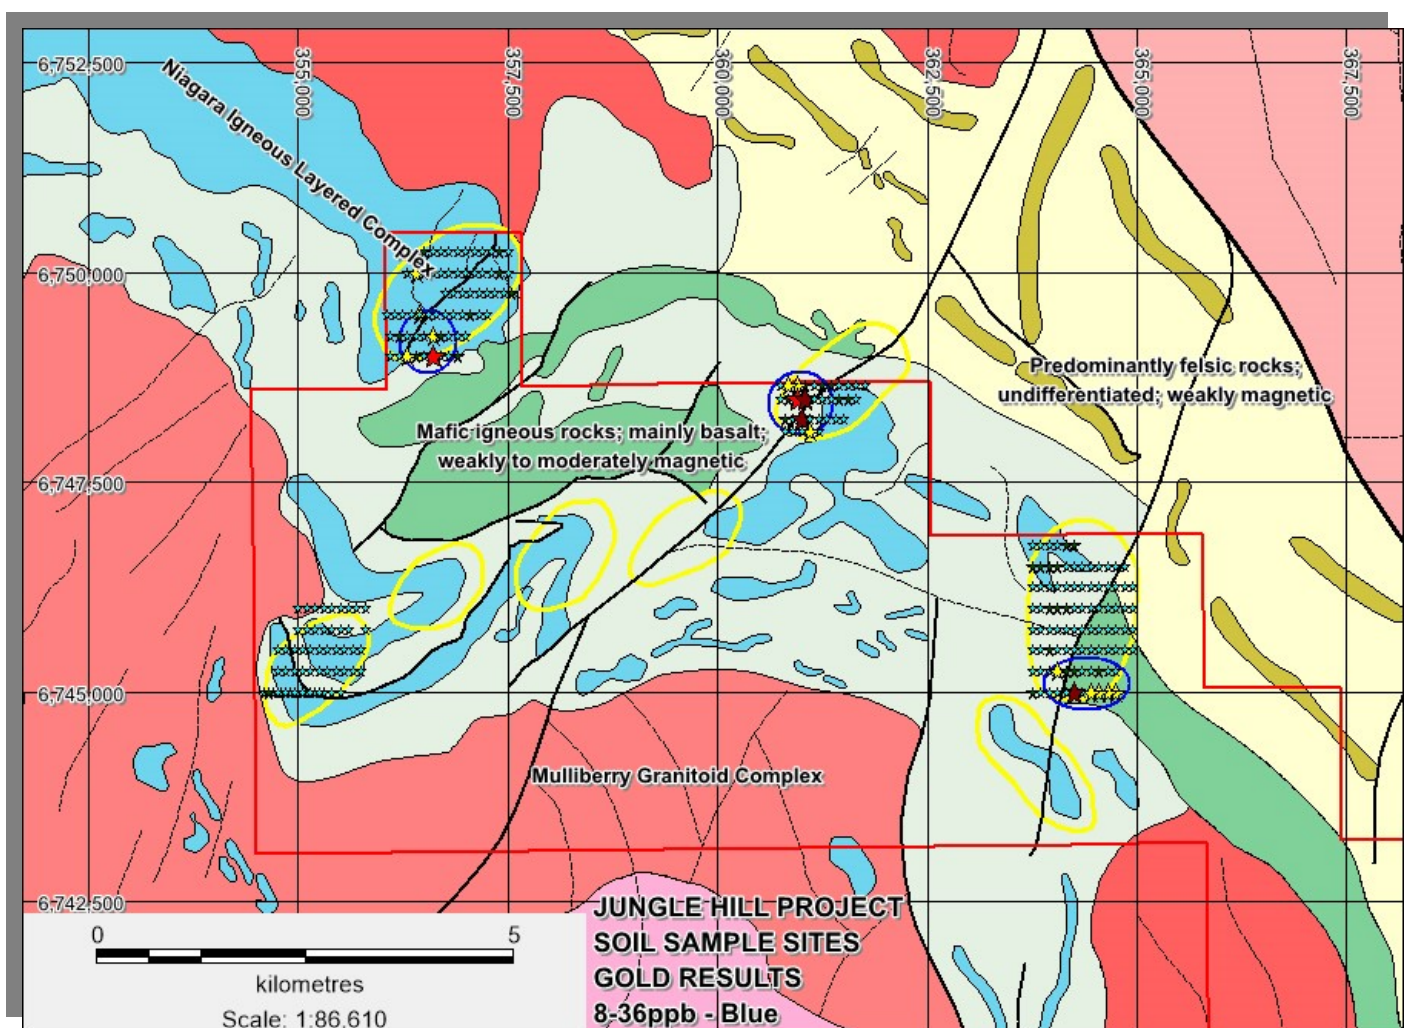 355,000
357,500
360,000
362,500
365,000
367,500
6,752,500
Niagara Igneous Layered Complex
6,750,000
Predominantly felsic rocks;
undifferentiated; weakly magnetic
Mafic igneous rocks; mainly basalt;
weakly to moderately magnetic
6,747,500
6,745,000
Mulliberry Granitoid Complex
6,742,500
0 5
kilometres
Scale: 1:86,610
JUNGLE HILL PROJECT
SOIL SAMPLE SITES
GOLD RESULTS
8-36ppb - Blue